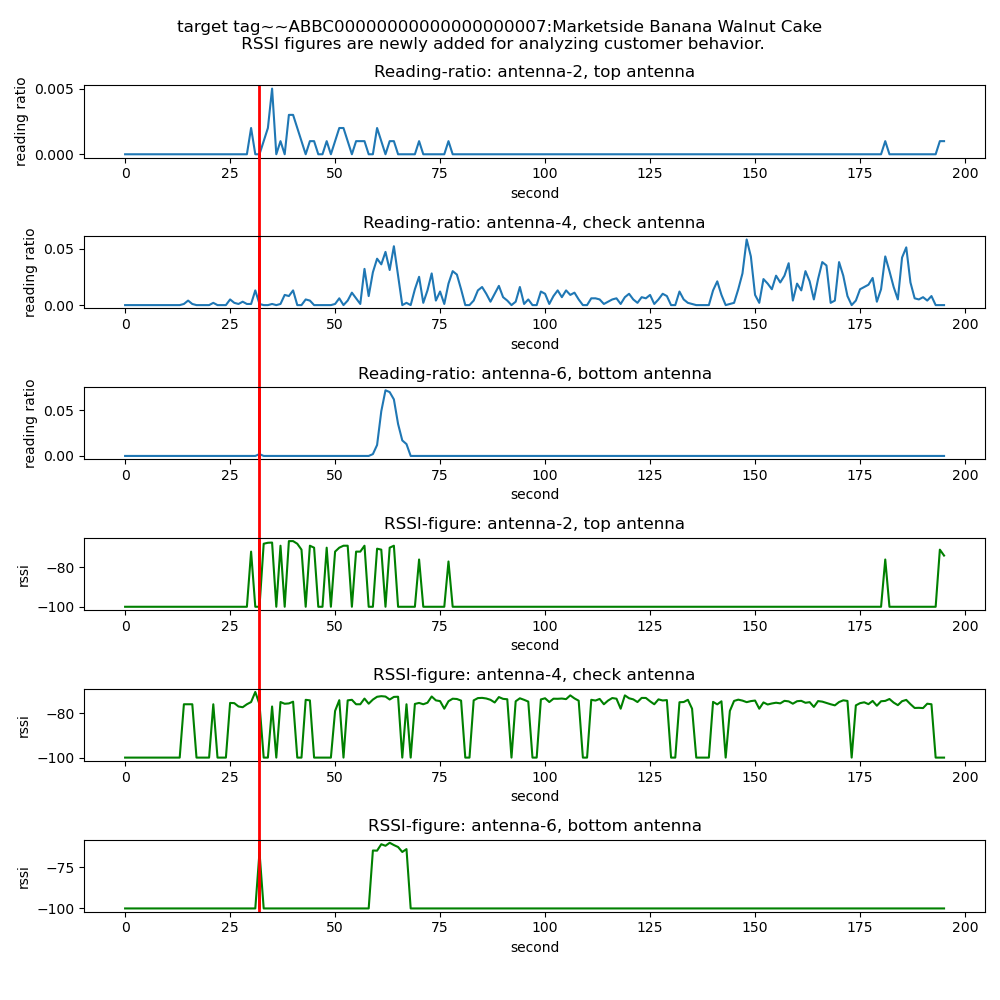 target tag~~ABBC00000000000000000007:Marketside Banana Walnut Cake
RSSI figures are newly added for analyzing customer behavior.
Reading-ratio: antenna-2, top antenna
reading ratio
0.005
0.000
0 25 50 75 100 125 150 175 200
second
Reading-ratio: antenna-4, check antenna
reading ratio
0.05
0.00
0 25 50 75 100 125 150 175 200
second
Reading-ratio: antenna-6, bottom antenna
reading ratio
0.05
0.00
0 25 50 75 100 125 150 175 200
second
RSSI-figure: antenna-2, top antenna
rssi
−80
−100
0 25 50 75 100 125 150 175 200
second
RSSI-figure: antenna-4, check antenna
rssi
−80
−100
0 25 50 75 100 125 150 175 200
second
RSSI-figure: antenna-6, bottom antenna
rssi
−75
−100
0 25 50 75 100 125 150 175 200
second